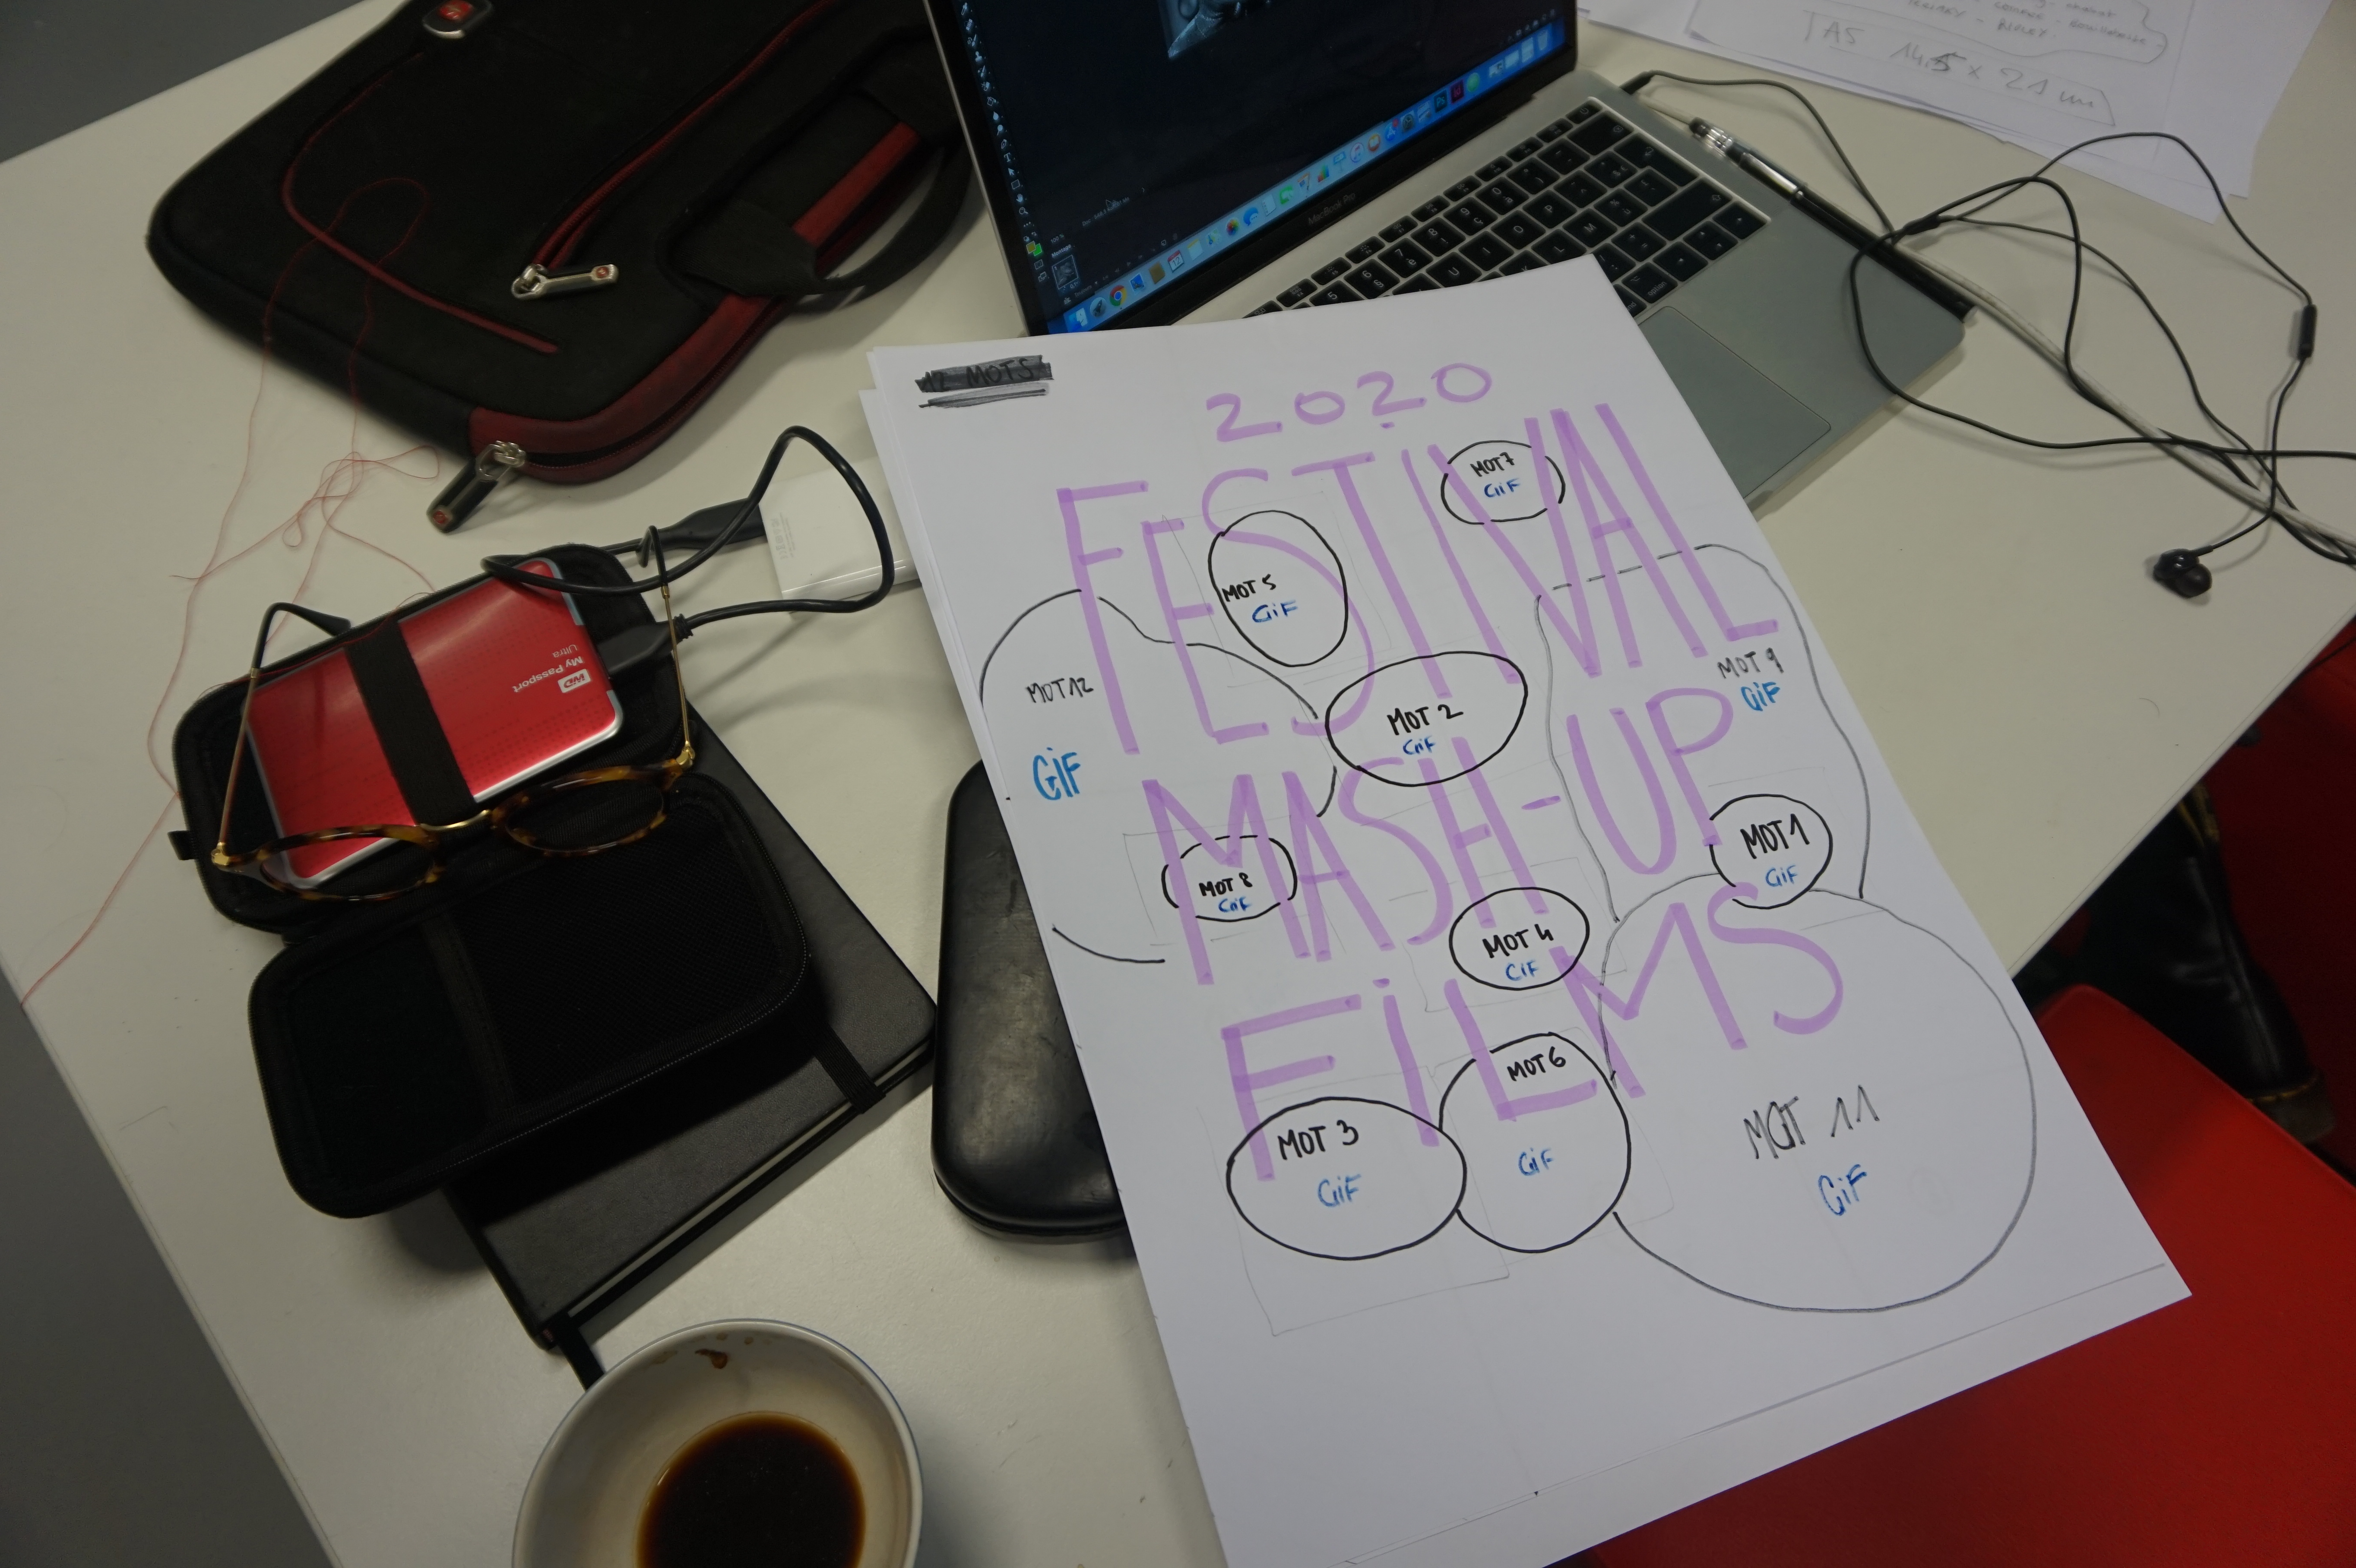 12 MOTS
2020
FESTIVAL
MASH-UP
FILMS
MOT 7
GIF
MOT 5
GIF
MOT 12
GIF
MOT 2
GIF
MOT 9
GIF
MOT 8
GIF
MOT 1
GIF
MOT 4
GIF
MOT 3
GIF
MOT 6
GIF
MOT 11
GIF
A5 14,5 x 21 cm
MacBook Pro
WD
My Passport
Ultra